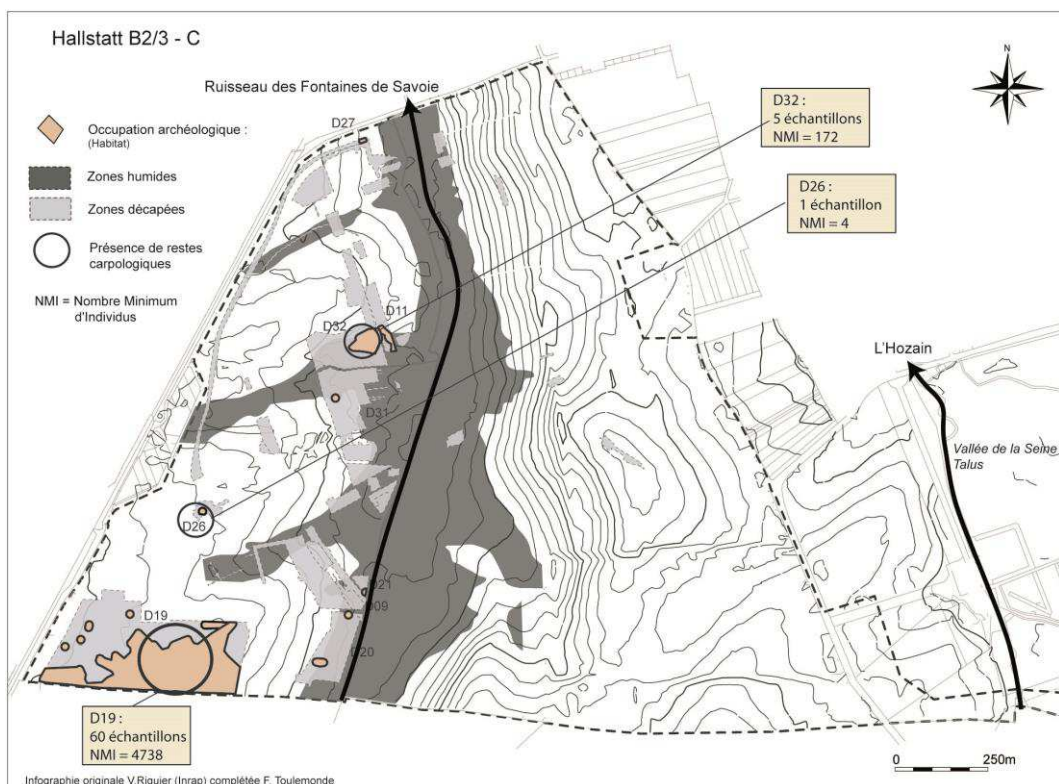 Hallstatt B2/3 - C
N
Ruisseau des Fontaines de Savoie
Occupation archéologique :
(Habitat)
Zones humides
Zones décapées
Présence de restes
carpologiques
NMI = Nombre Minimum
d'Individus
D27
D32 :
5 échantillons
NMI = 172
D26 :
1 échantillon
NMI = 4
D11
D32
L'Hozain
D31
Vallée de la Seine
Talus
D26
D21
D09
D19
D20
D19 :
60 échantillons
NMI = 4738
0
250m
Infographie originale V.Riquier (Inrap) complétée F. Toulemonde